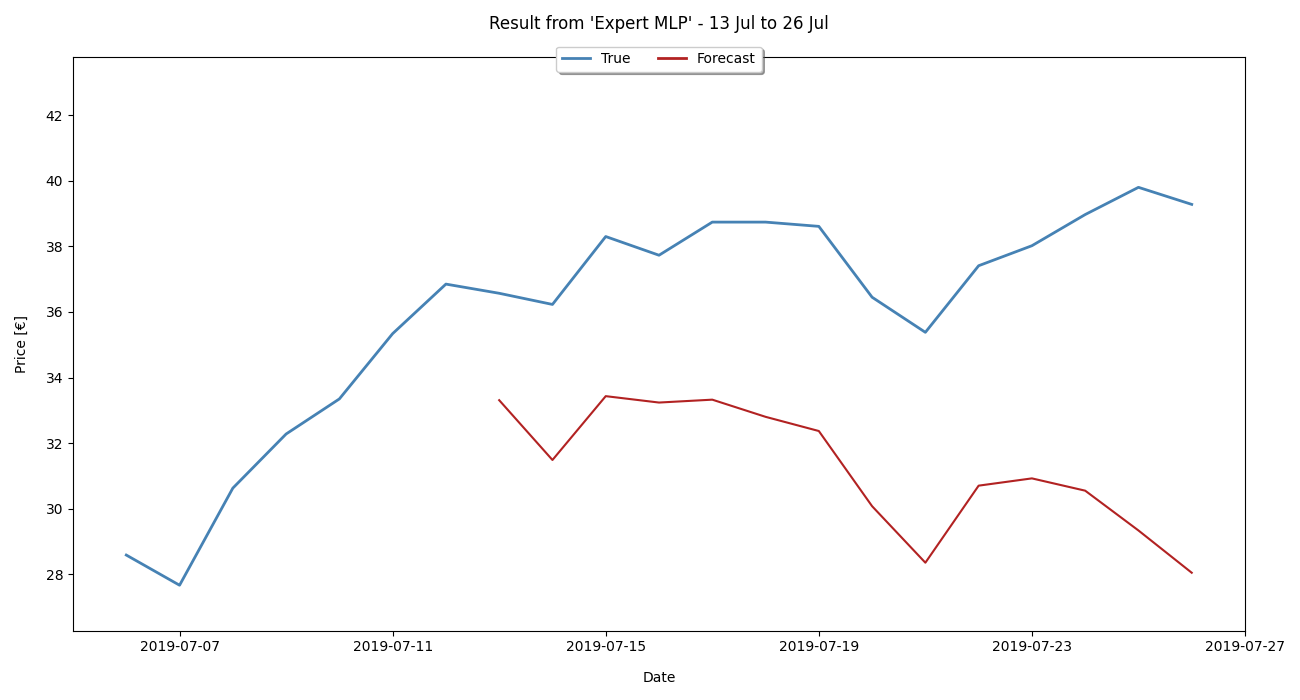 Result from 'Expert MLP' - 13 Jul to 26 Jul
True Forecast
42
40
38
36
34
32
30
28
Price [€]
2019-07-07 2019-07-11 2019-07-15 2019-07-19 2019-07-23 2019-07-27
Date